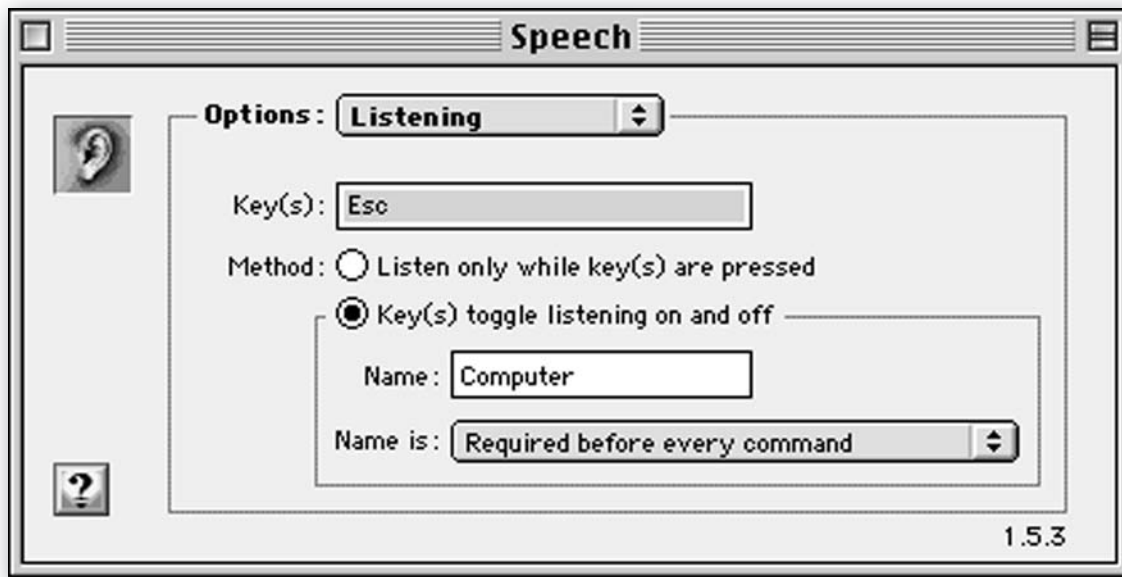 Speech
Options: Listening
Key(s): Esc
Method: Listen only while key(s) are pressed
Key(s) toggle listening on and off
Name: Computer
Name is: Required before every command
?
1.5.3